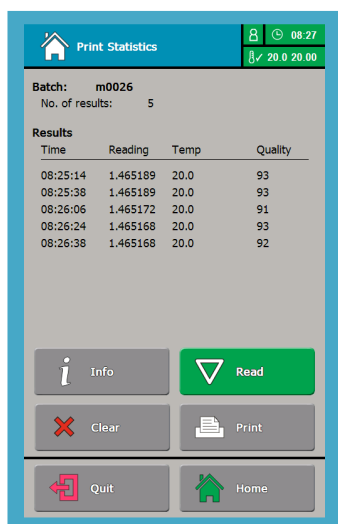 Print Statistics
8 08:27
20.0 20.00
Batch: m0026
No. of results: 5
Results
Time Reading Temp Quality
08:25:14 1.465189 20.0 93
08:25:38 1.465189 20.0 93
08:26:06 1.465172 20.0 91
08:26:24 1.465168 20.0 93
08:26:38 1.465168 20.0 92
i Info
Read
Clear
Print
Quit
Home